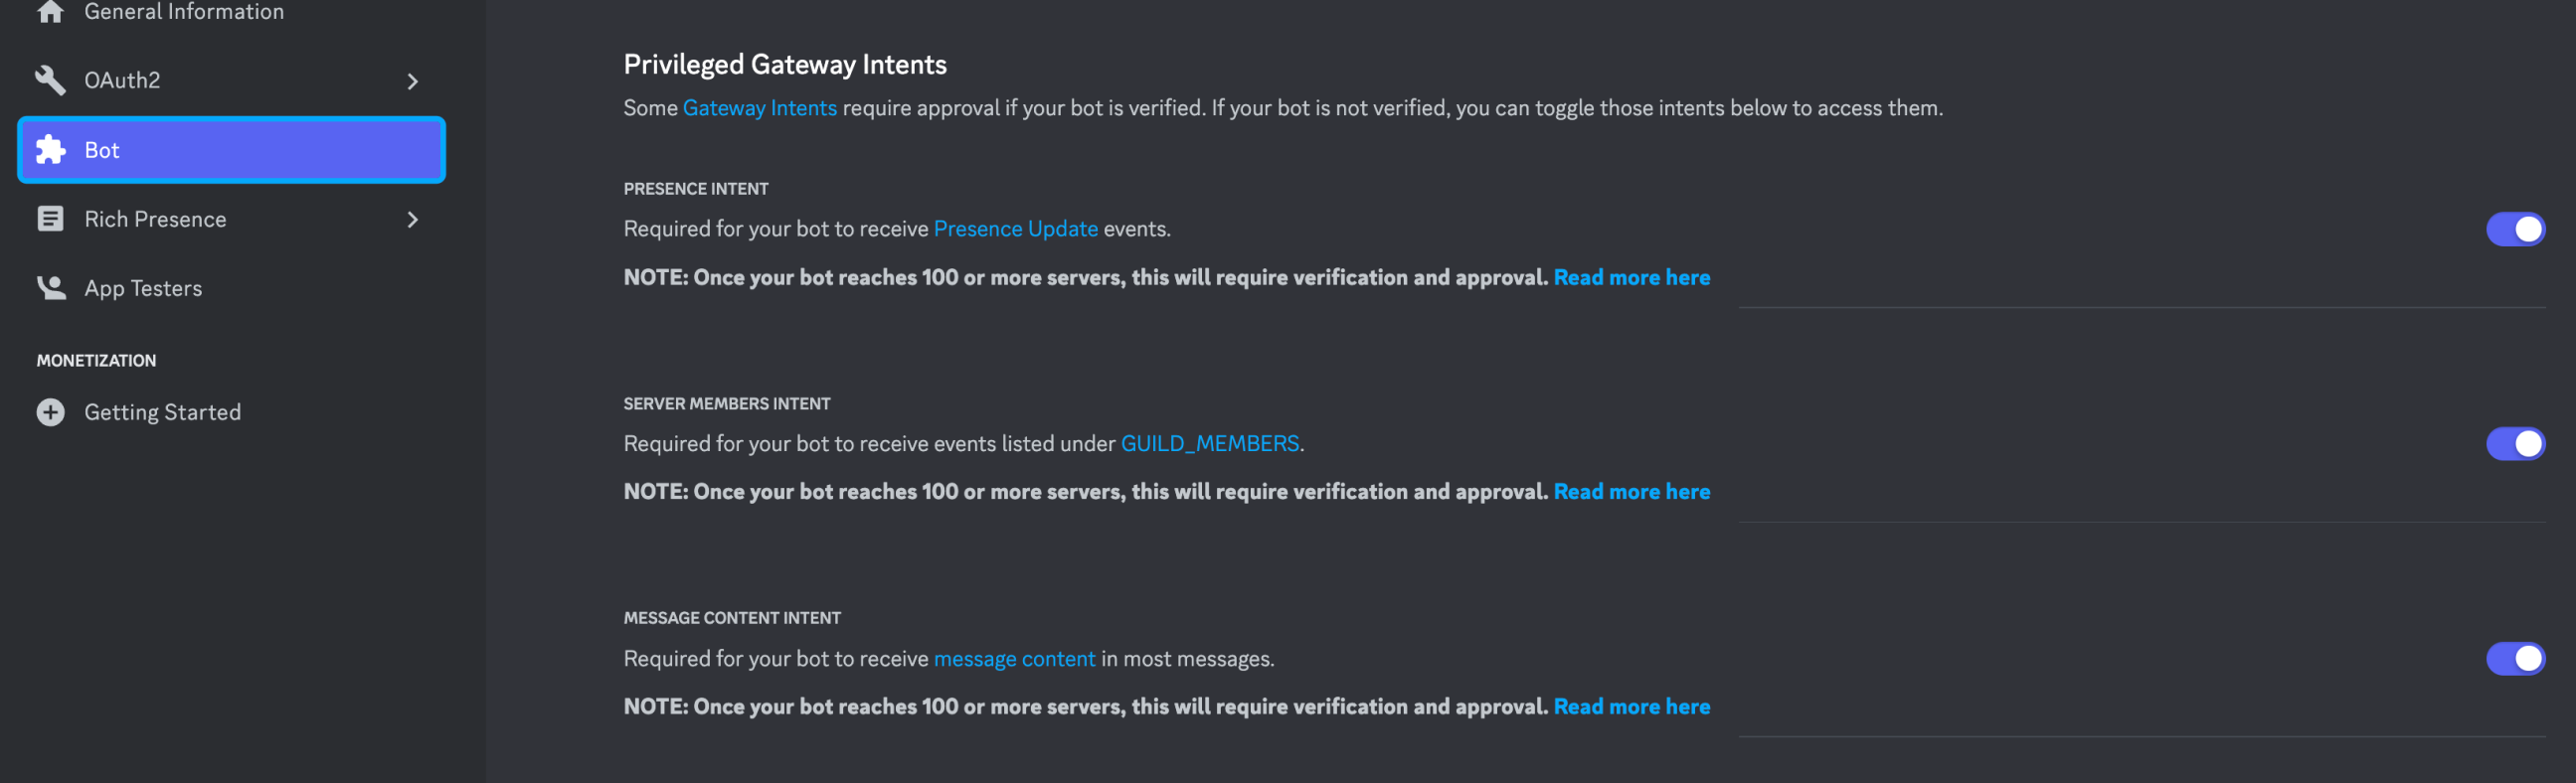 General Information
OAuth2
Bot
Rich Presence
App Testers
MONETIZATION
Getting Started
Privileged Gateway Intents
Some Gateway Intents require approval if your bot is verified. If your bot is not verified, you can toggle those intents below to access them.
PRESENCE INTENT
Required for your bot to receive Presence Update events.
NOTE: Once your bot reaches 100 or more servers, this will require verification and approval. Read more here
SERVER MEMBERS INTENT
Required for your bot to receive events listed under GUILD_MEMBERS.
NOTE: Once your bot reaches 100 or more servers, this will require verification and approval. Read more here
MESSAGE CONTENT INTENT
Required for your bot to receive message content in most messages.
NOTE: Once your bot reaches 100 or more servers, this will require verification and approval. Read more here